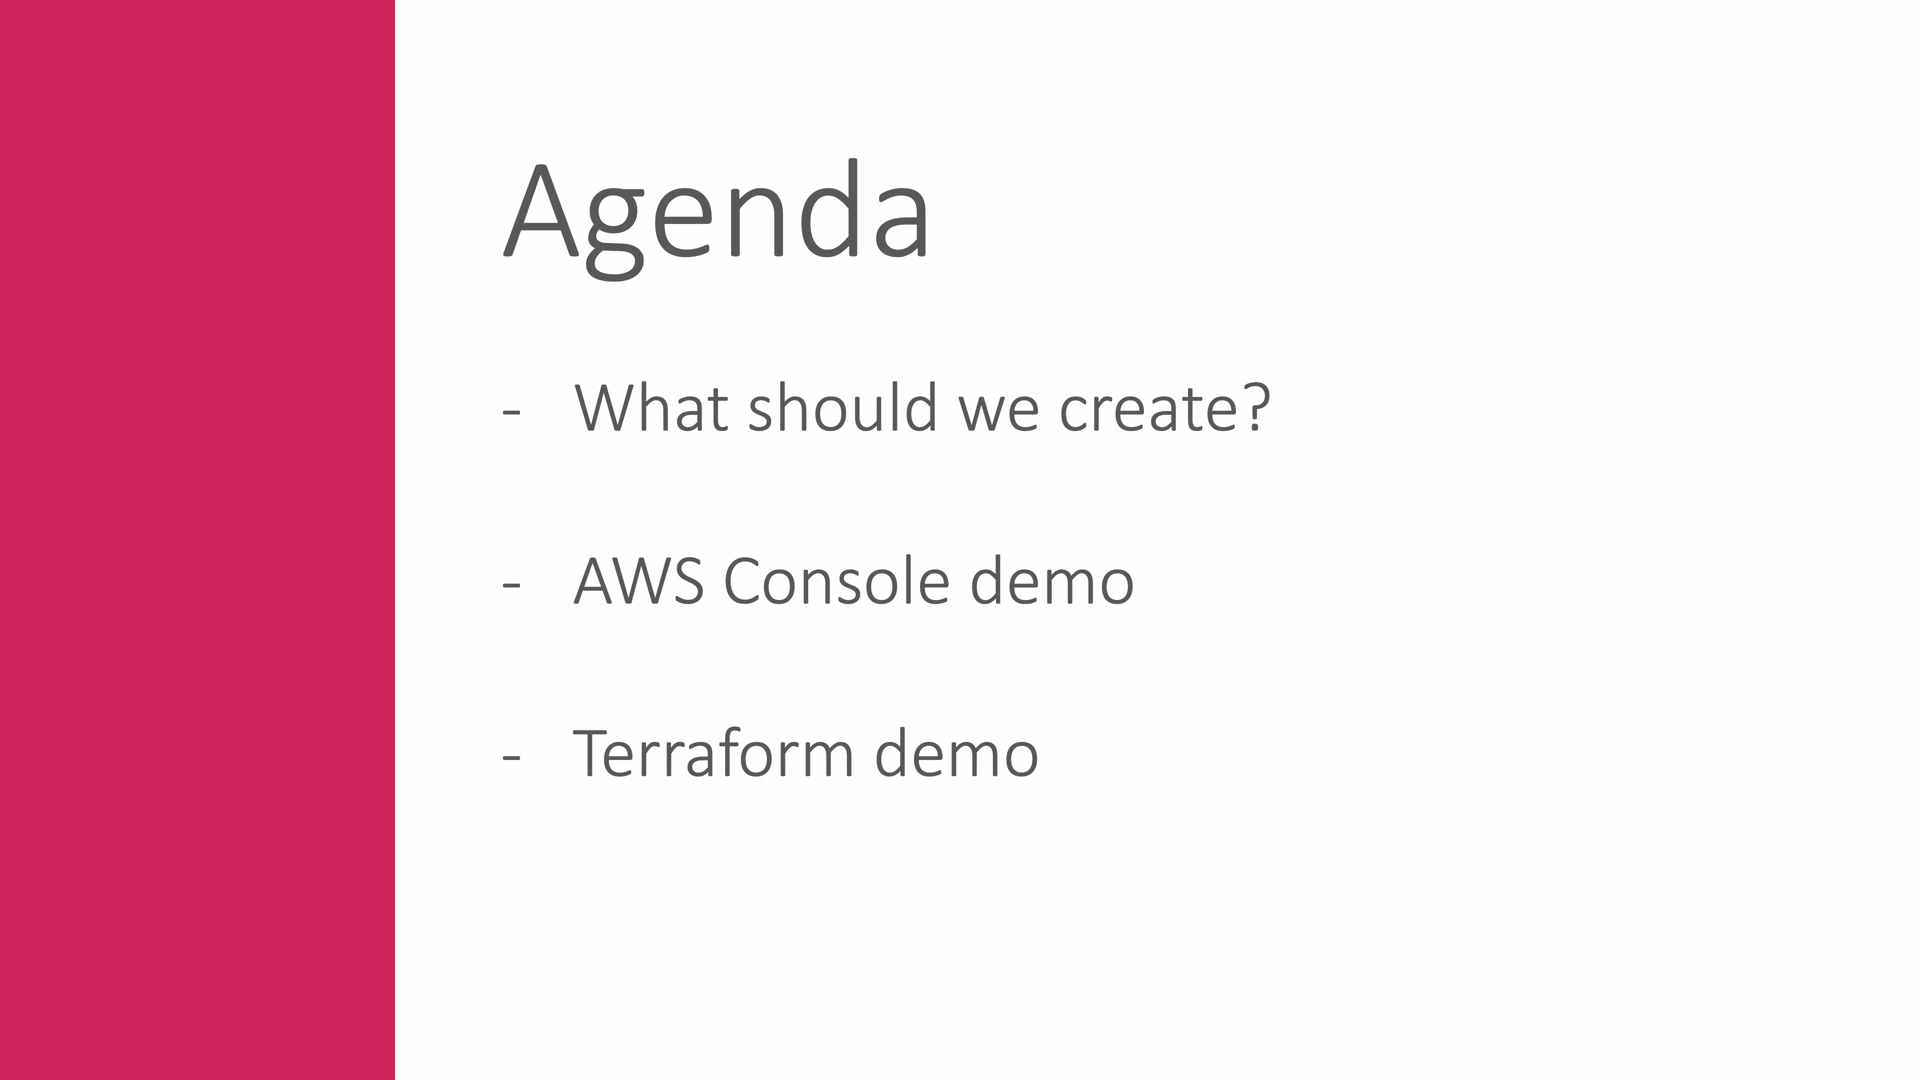 Agenda
- What should we create?
- AWS Console demo
- Terraform demo